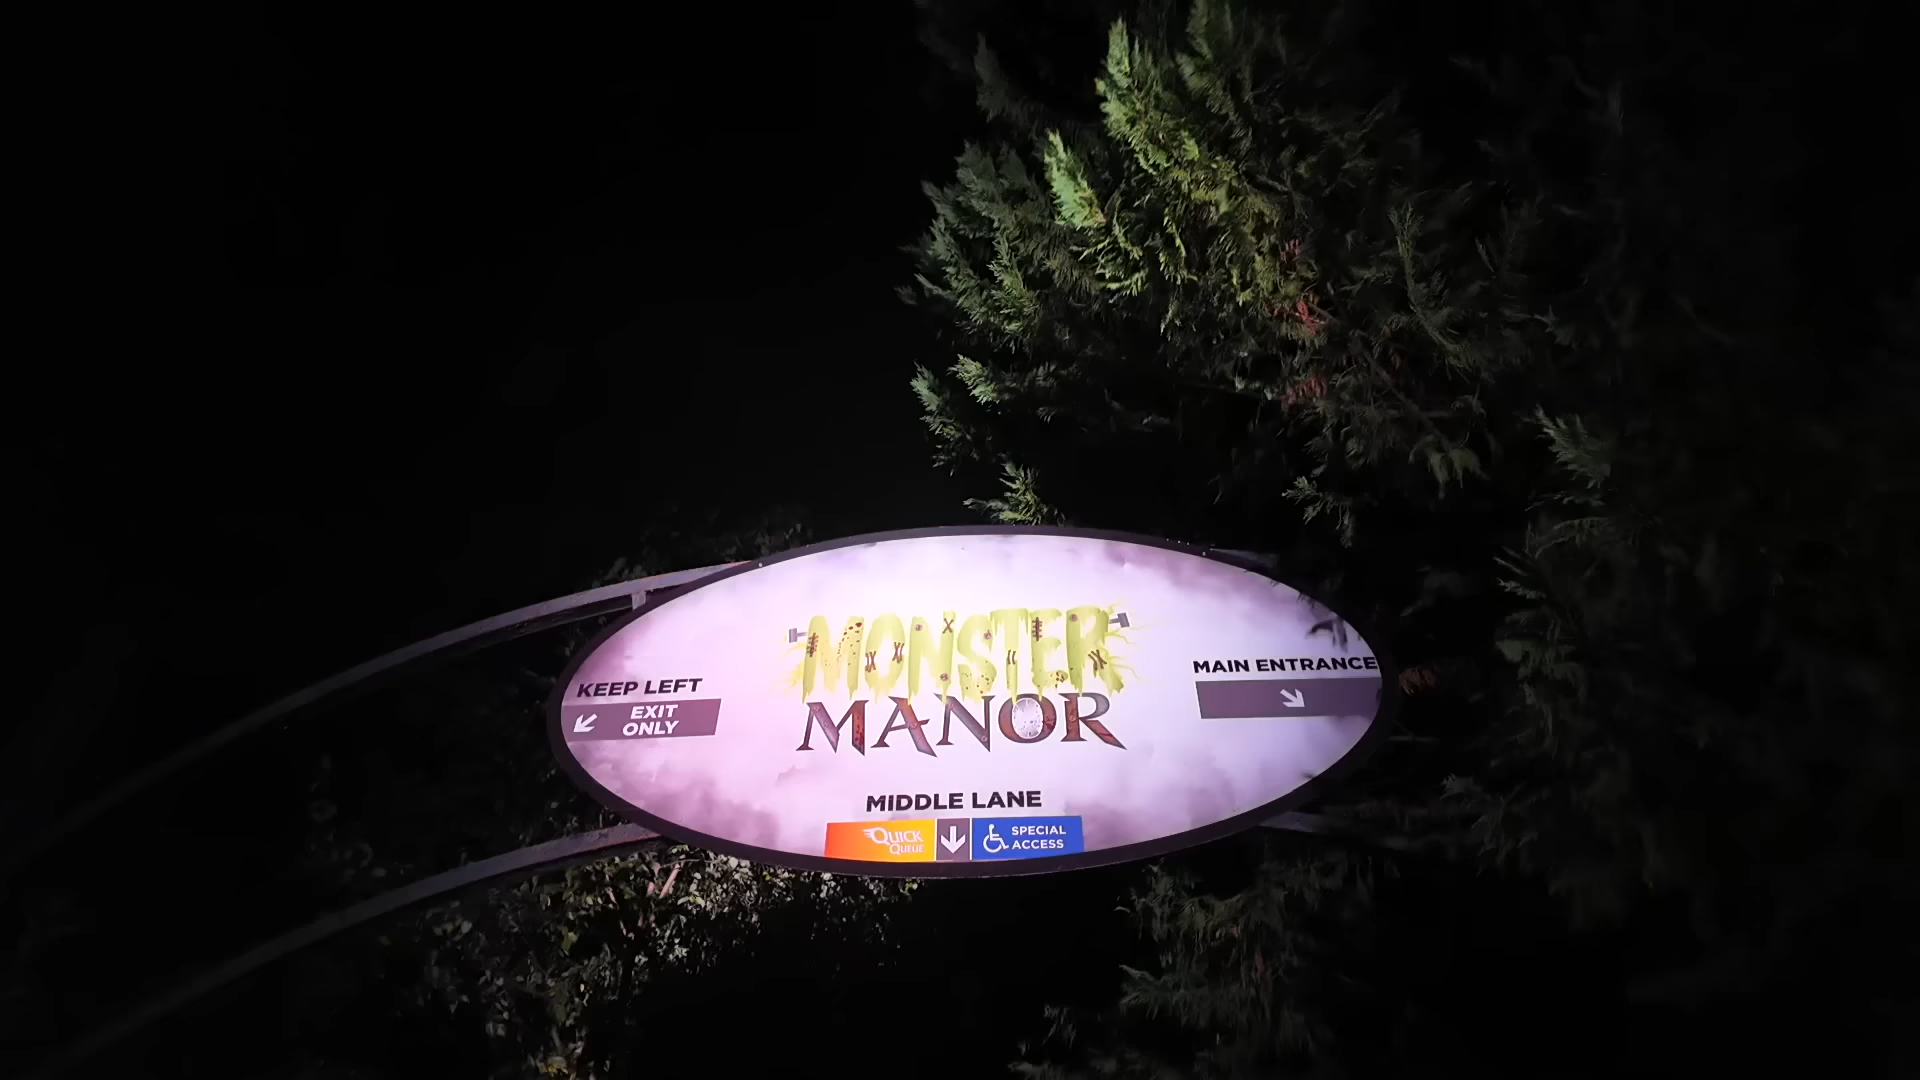 MONSTER
MANOR
KEEP LEFT
EXIT
ONLY
MAIN ENTRANCE
MIDDLE LANE
QUICK
QUEUE
SPECIAL
ACCESS